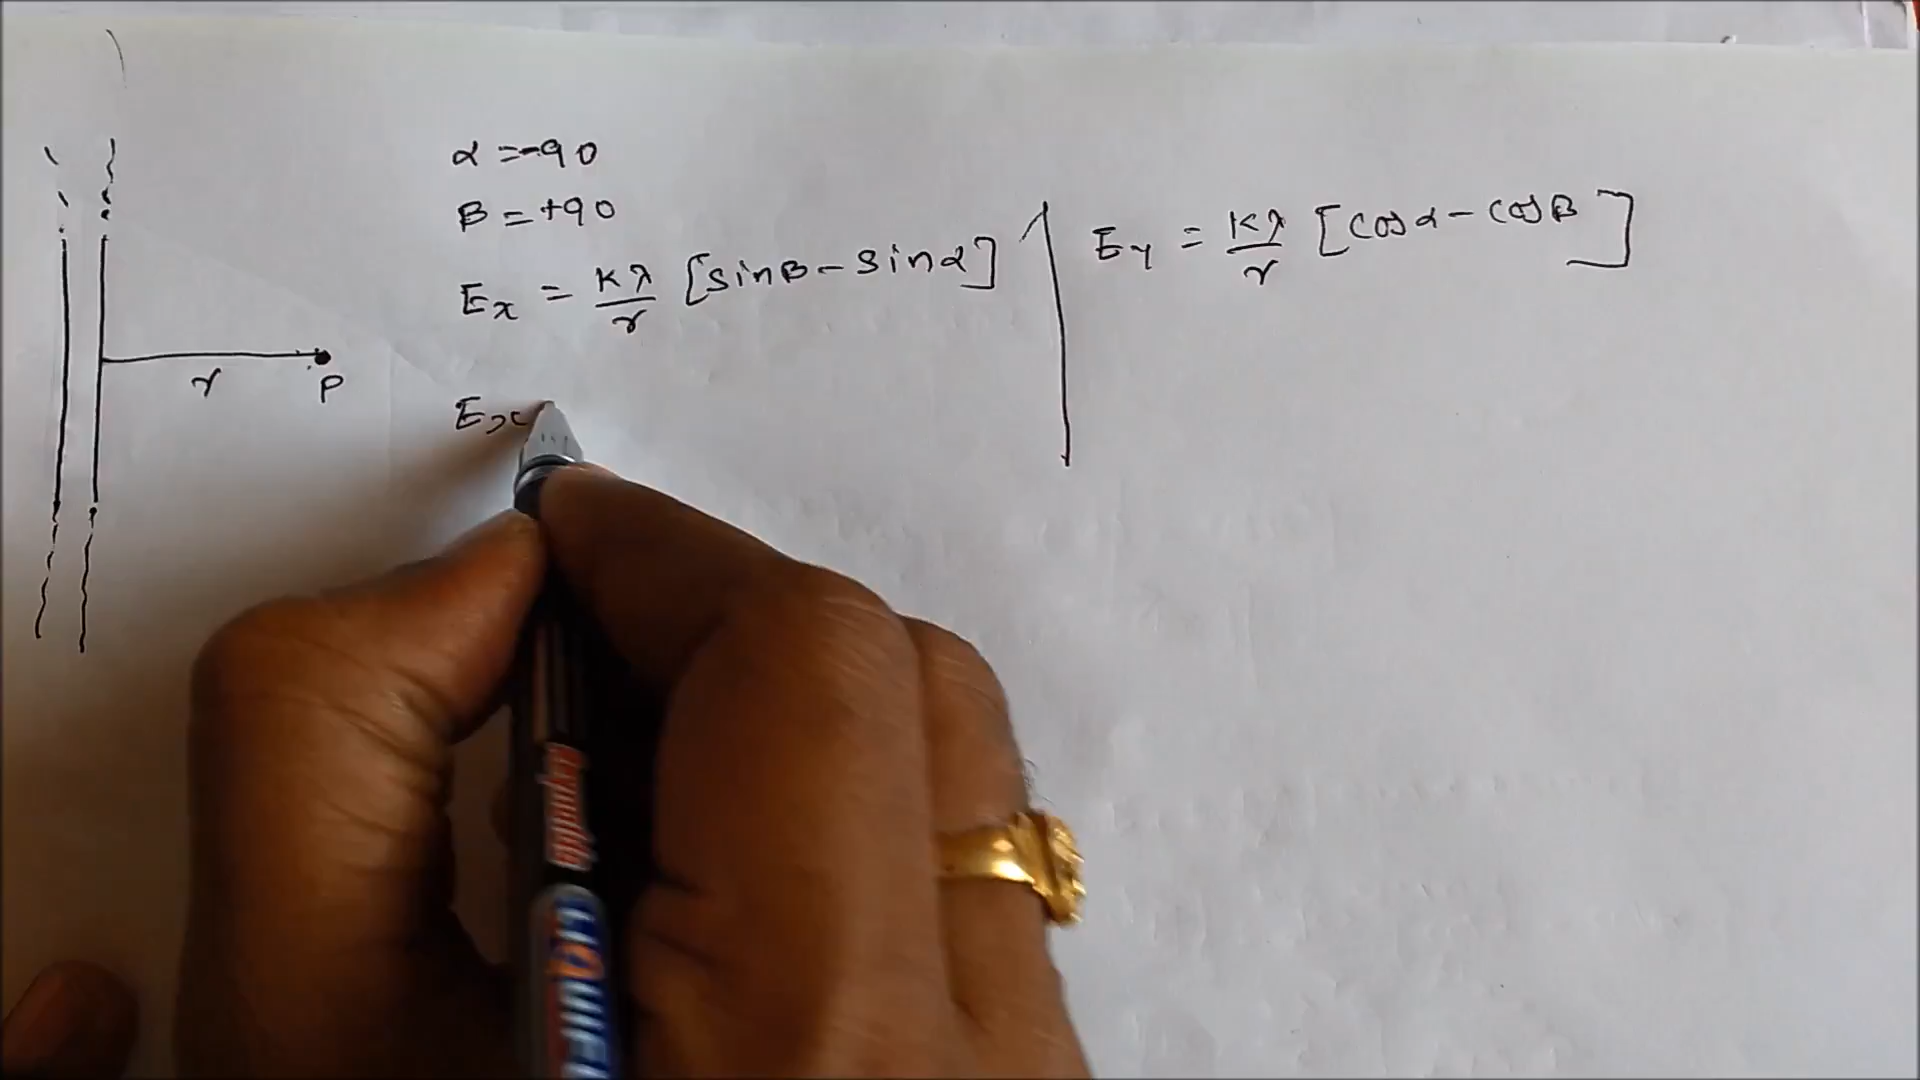 α = -90
β = +90
Ex = Kλ/r [sinβ - sinα]
Ey = Kλ/r [cosα - cosβ]
r
P
Ex